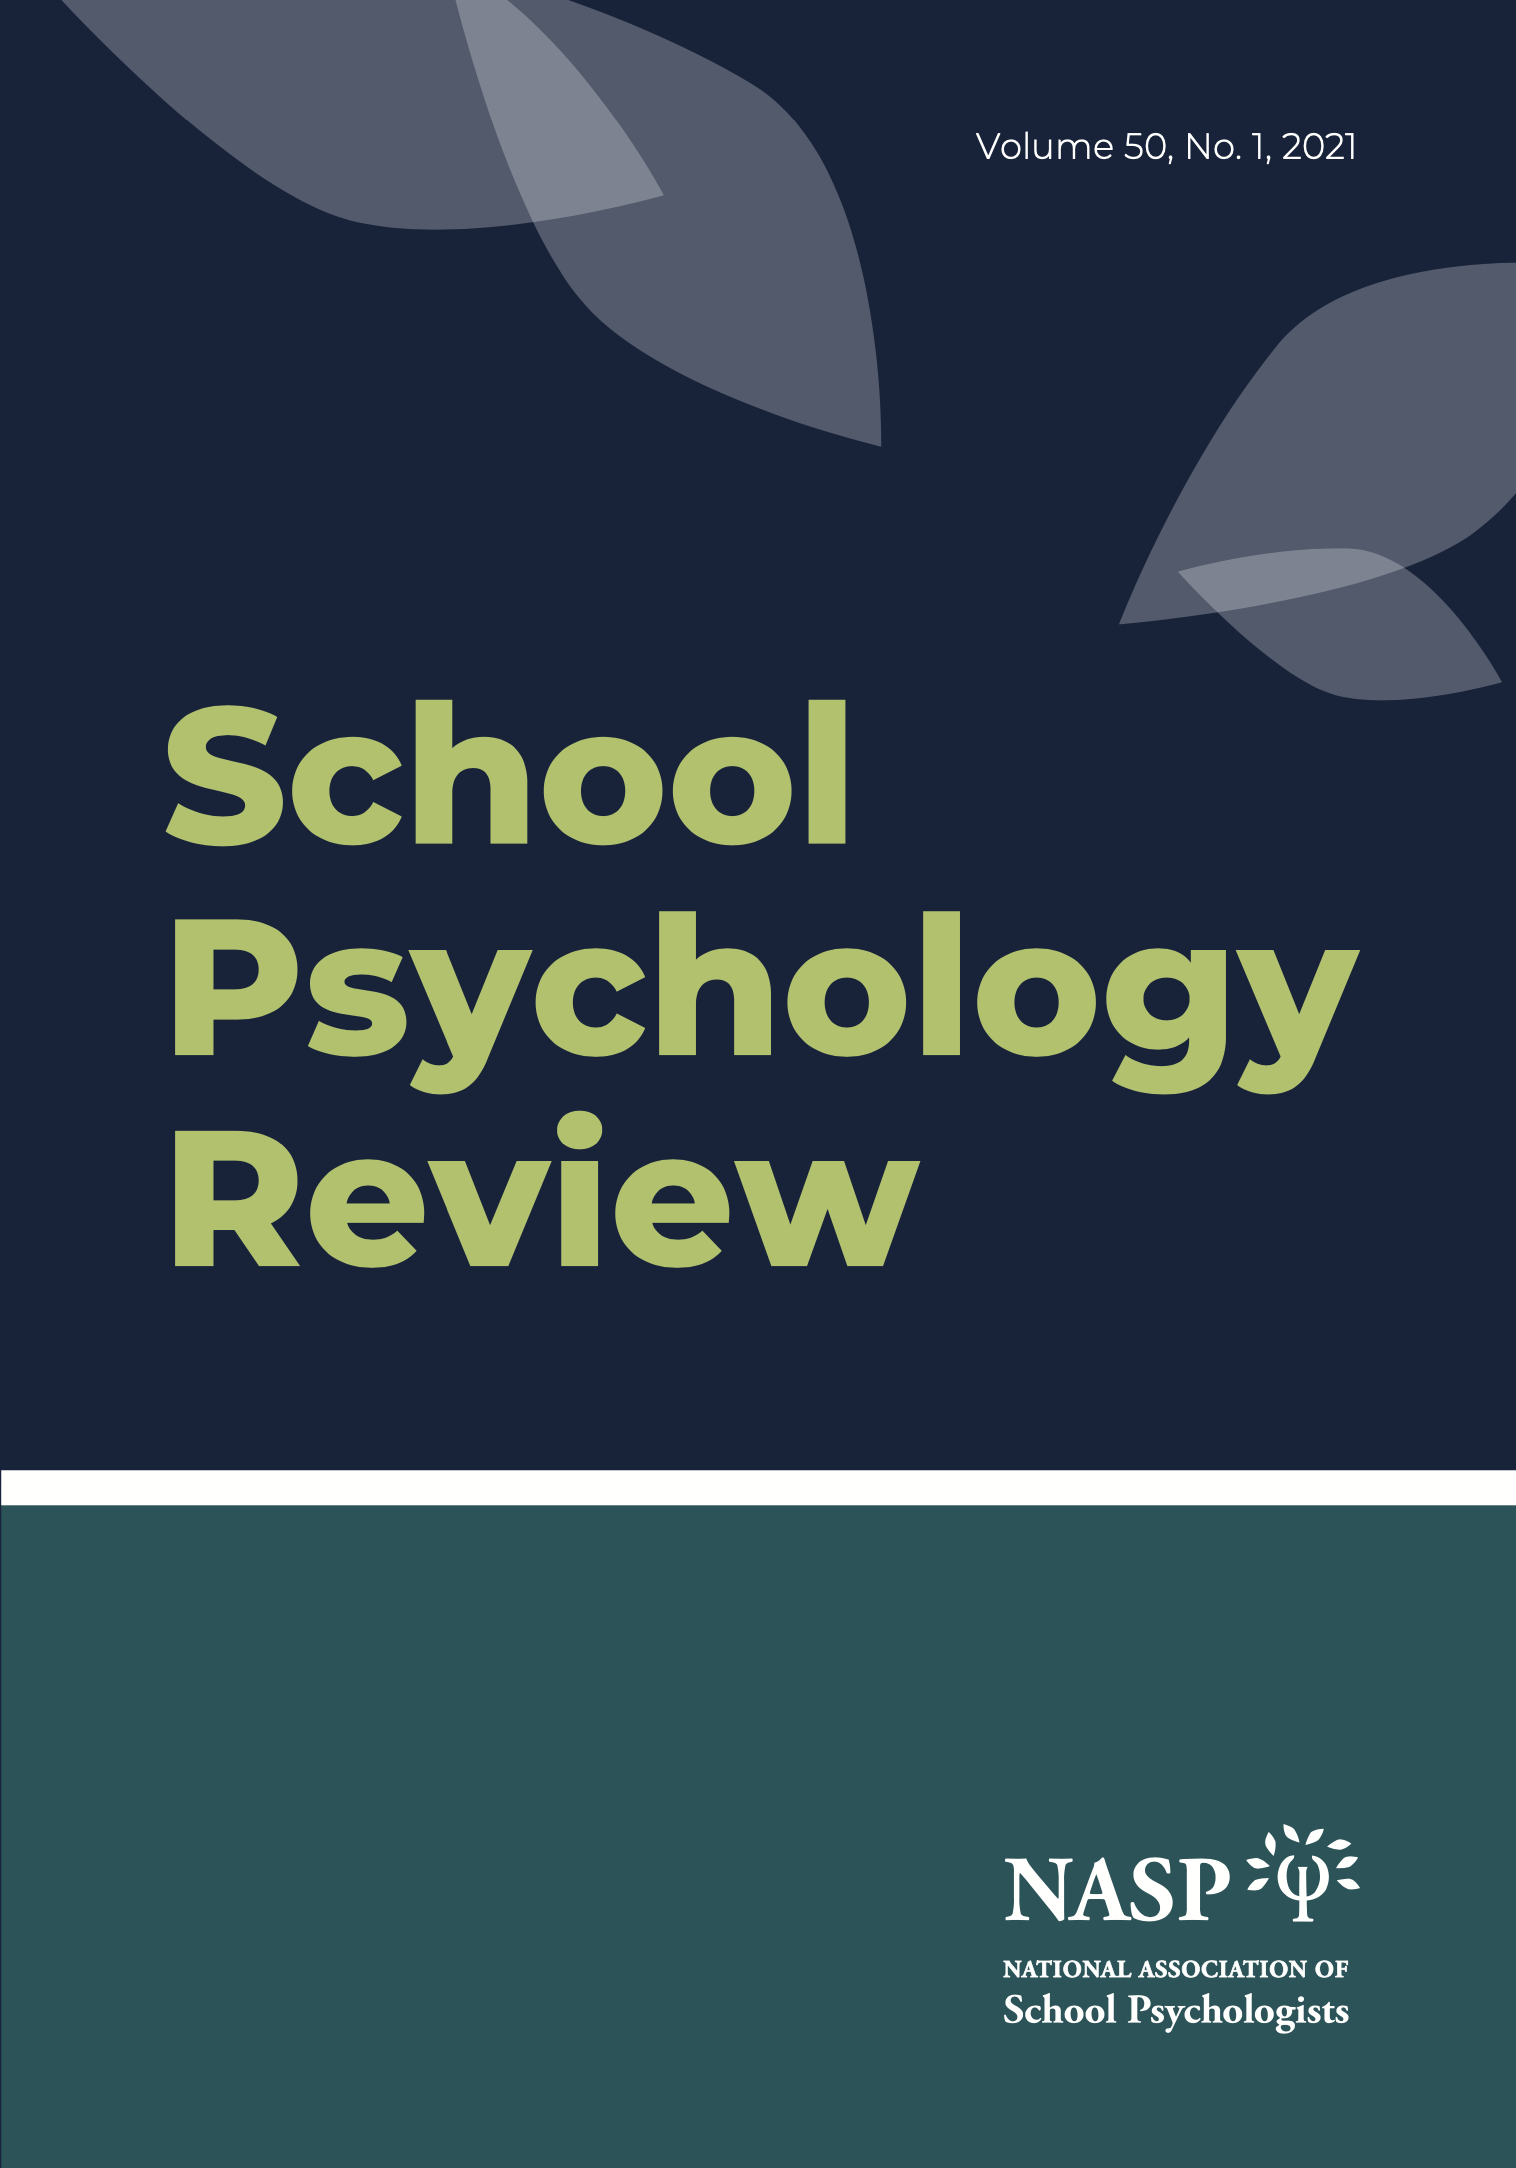 Volume 50, No. 1, 2021
School
Psychology
Review
NASP
NATIONAL ASSOCIATION OF
School Psychologists